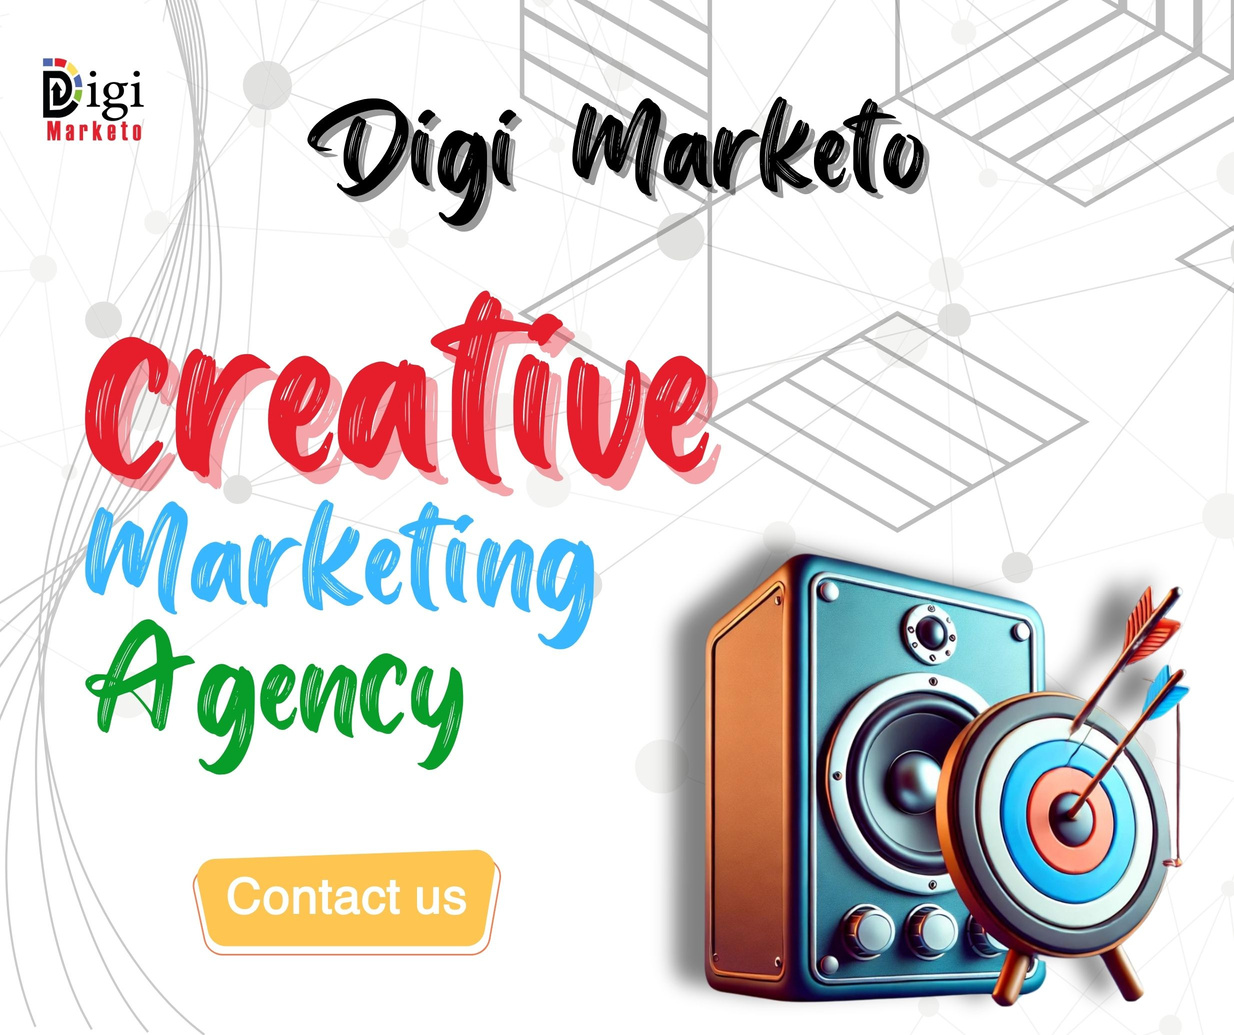 Digi
Marketo
Digi Marketo
creative
Marketing
Agency
Contact us